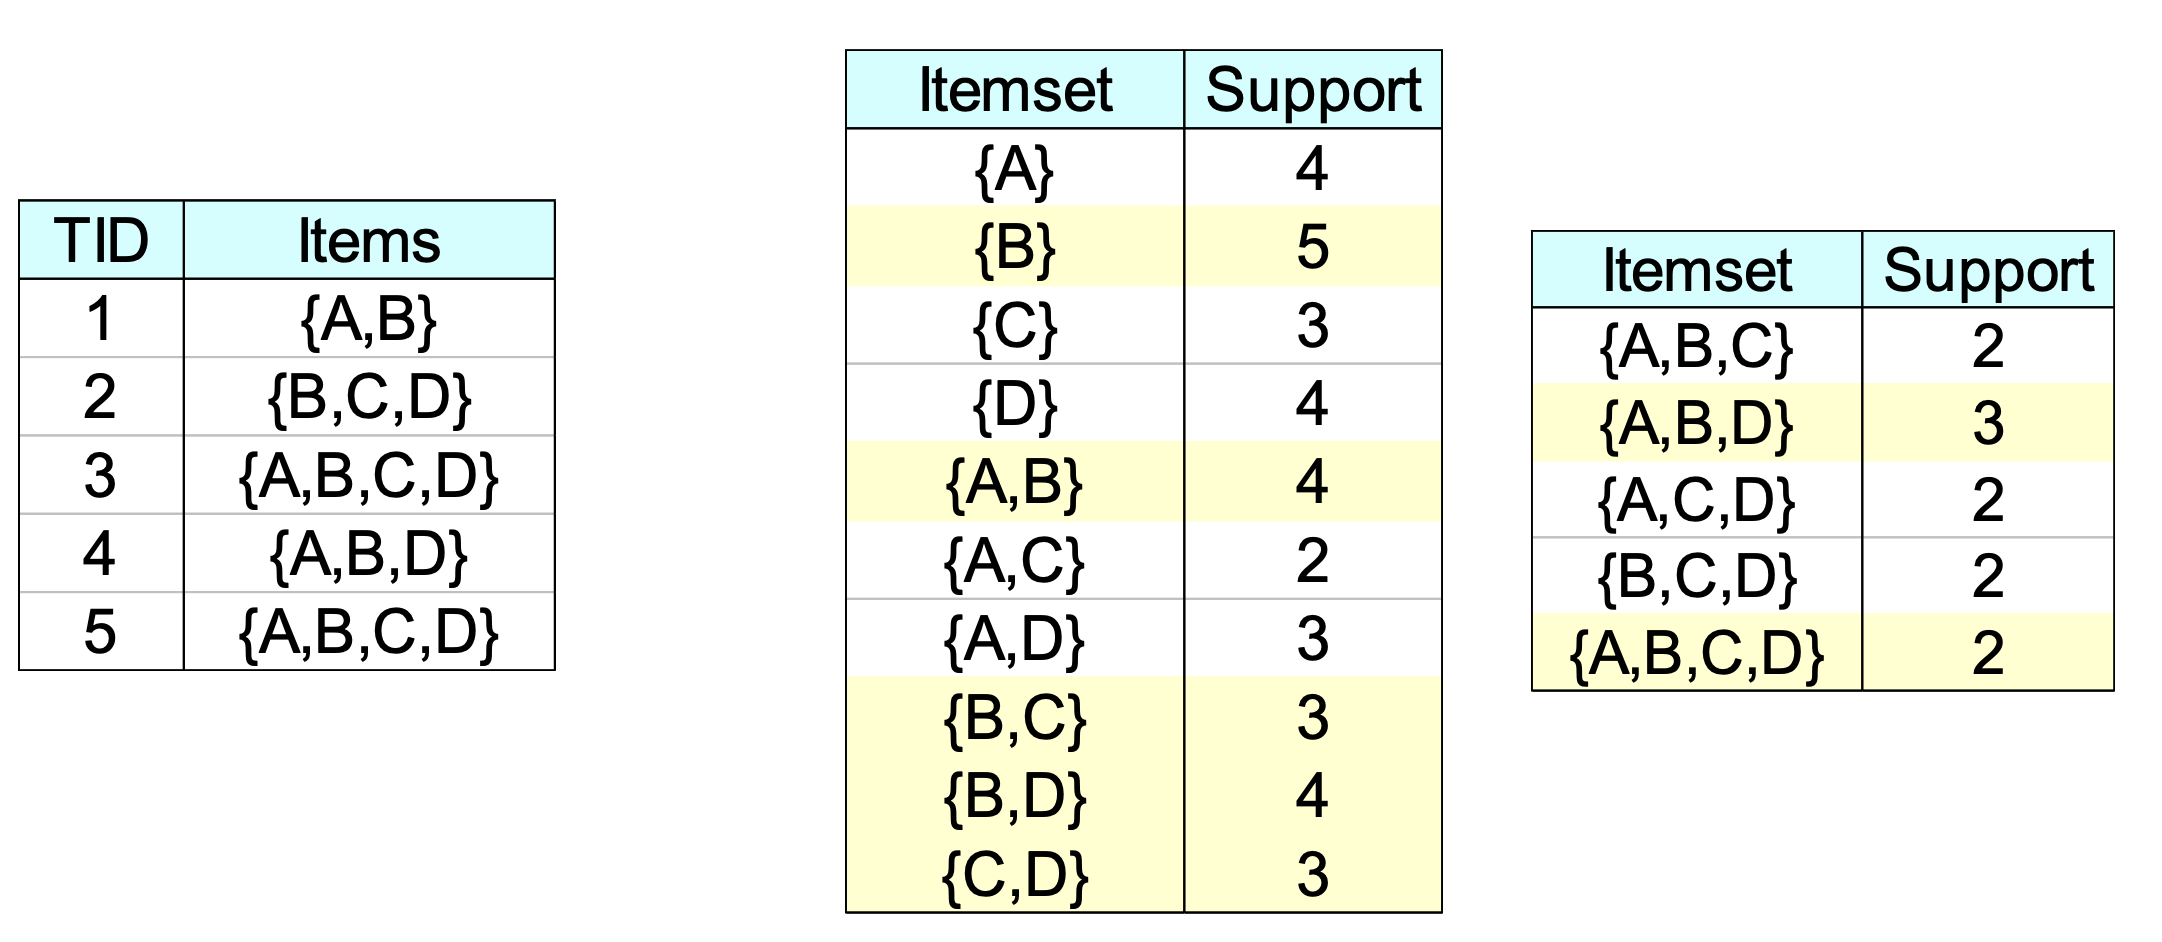 TID Items
1 {A,B}
2 {B,C,D}
3 {A,B,C,D}
4 {A,B,D}
5 {A,B,C,D}
Itemset Support
{A} 4
{B} 5
{C} 3
{D} 4
{A,B} 4
{A,C} 2
{A,D} 3
{B,C} 3
{B,D} 4
{C,D} 3
Itemset Support
{A,B,C} 2
{A,B,D} 3
{A,C,D} 2
{B,C,D} 2
{A,B,C,D} 2